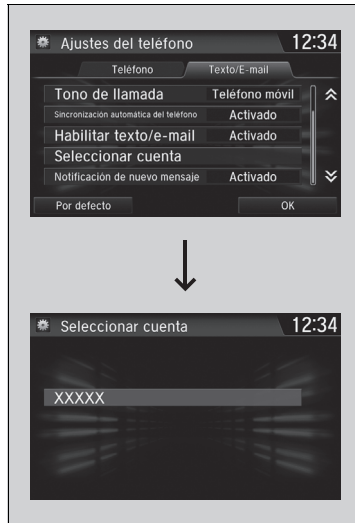 Ajustes del teléfono 12:34
Teléfono Texto/E-mail
Tono de llamada Teléfono móvil
Sincronización automática del teléfono Activado
Habilitar texto/e-mail Activado
Seleccionar cuenta
Notificación de nuevo mensaje Activado
Por defecto OK
Seleccionar cuenta 12:34
XXXXX